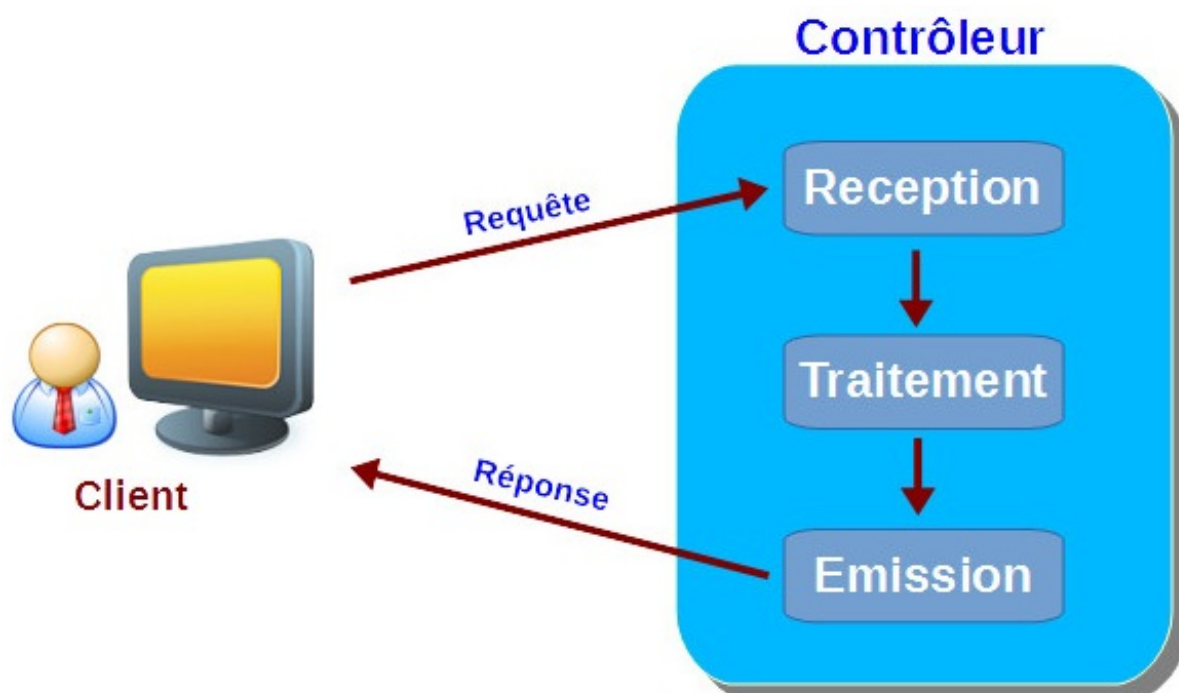 Contrôleur
Reception
Requête
Traitement
Réponse
Client
Emission